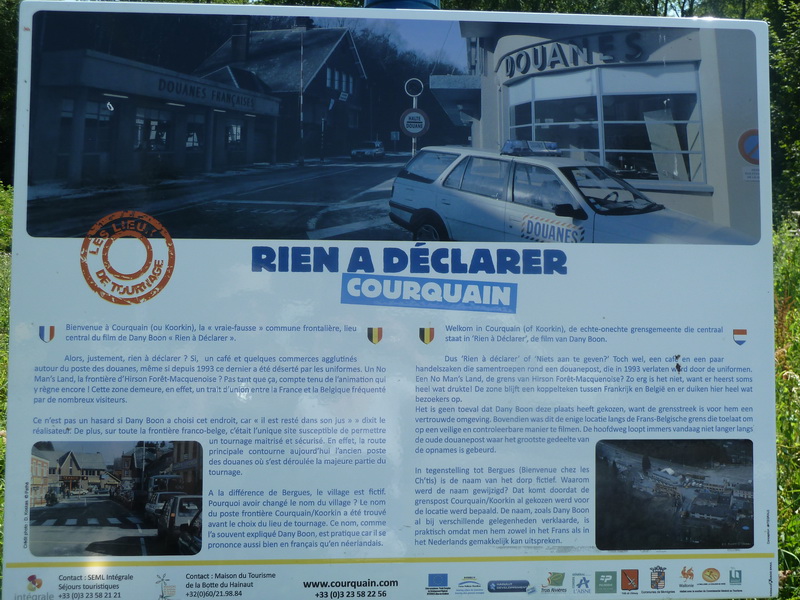 DOUANES FRANÇAISES
DOUANES
HALTE
DOUANE
DOUANES
LES LIEUX
DE TOURNAGE
RIEN A DÉCLARER
COURQUAIN
Bienvenue à Courquain (ou Koorkin), la « vraie-fausse » commune frontalière, lieu
central du film de Dany Boon « Rien à Déclarer ».
Alors, justement, rien à déclarer ? Si, un café et quelques commerces agglutinés
autour du poste des douanes, même si depuis 1993 ce dernier a été déserté par les uniformes. Un No
Man's Land, la frontière d'Hirson Forêt-Macquenoise ? Pas tant que ça, compte tenu de l'animation qui
y règne encore ! Cette zone demeure, en effet, un trait d'union entre la France et la Belgique fréquenté
par de nombreux visiteurs.
Ce n'est pas un hasard si Dany Boon a choisi cet endroit, car « il est resté dans son jus » » dixit le
réalisateur. De plus, sur toute la frontière franco-belge, c'était l'unique site susceptible de permettre
un tournage maitrisé et sécurisé. En effet, la route
principale contourne aujourd'hui l'ancien poste
des douanes où s'est déroulée la majeure partie du
tournage.
A la différence de Bergues, le village est fictif.
Pourquoi avoir changé le nom du village ? Le nom
du poste frontière Courquain/Koorkin a été trouvé
avant le choix du lieu de tournage. Ce nom, comme
l'a souvent expliqué Dany Boon, est pratique car il se
prononce aussi bien en français qu'en néerlandais.
Welkom in Courquain (of Koorkin), de echte-onechte grensgemeente die centraal
staat in 'Rien à Déclarer', de film van Dany Boon.
Dus 'Rien à déclarer' of 'Niets aan te geven?' Toch wel, een café en een paar
handelszaken die samentroepen rond een douanepost, die in 1993 verlaten werd door de uniformen.
Een No Man's Land, de grens van Hirson Forêt-Macquenoise? Zo erg is het niet, want er heerst soms
heel wat drukte! De zone blijft een koppelteken tussen Frankrijk en België en er duiken hier heel wat
bezoekers op.
Het is geen toeval dat Dany Boon deze plaats heeft gekozen, want de grensstreek is voor hem een
vertrouwde omgeving. Bovendien was dit de enige locatie langs de Frans-Belgische grens die toelaat om
op een veilige en controleerbare manier te filmen. De hoofdweg loopt immers vandaag niet langer langs
de oude douanepost waar het grootste gedeelte van
de opnames is gebeurd.
In tegenstelling tot Bergues (Bienvenue chez les
Ch'tis) is de naam van het dorp fictief. Waarom
werd de naam gewijzigd? Dat komt doordat de
grenspost Courquain/Koorkin al gekozen werd voor
de locatie werd bepaald. De naam, zoals Dany Boon
al bij verschillende gelegenheden verklaarde, is
praktisch omdat men hem zowel in het Frans als in
het Nederlands gemakkelijk kan uitspreken.
intégrale
Contact : SEML Intégrale
Séjours touristiques
+33 (0)3 23 58 21 21
Contact : Maison du Tourisme
de la Botte du Hainaut
+32(0)60/21.98.84
www.courquain.com
+33 (0)3 23 58 22 56